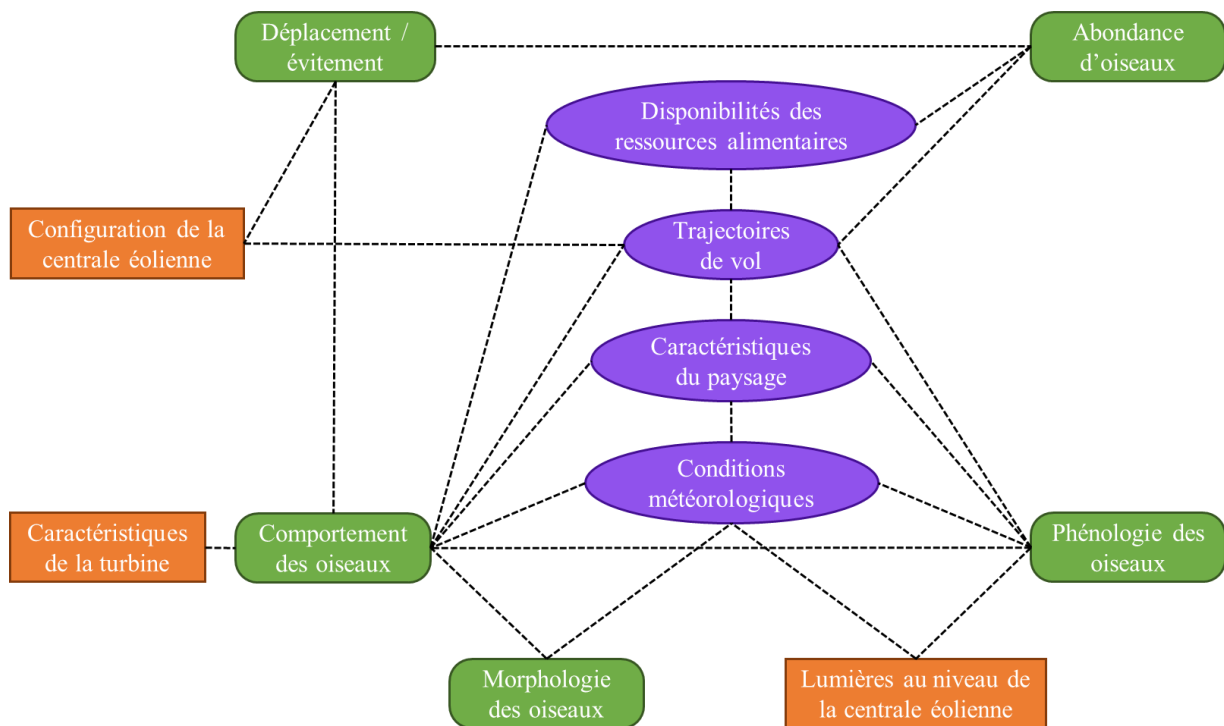 Déplacement /
évitement
Abondance
d’oiseaux
Disponibilités des
ressources alimentaires
Configuration de la
centrale éolienne
Trajectoires
de vol
Caractéristiques
du paysage
Conditions
météorologiques
Caractéristiques
de la turbine
Comportement
des oiseaux
Phénologie des
oiseaux
Morphologie
des oiseaux
Lumières au niveau de
la centrale éolienne